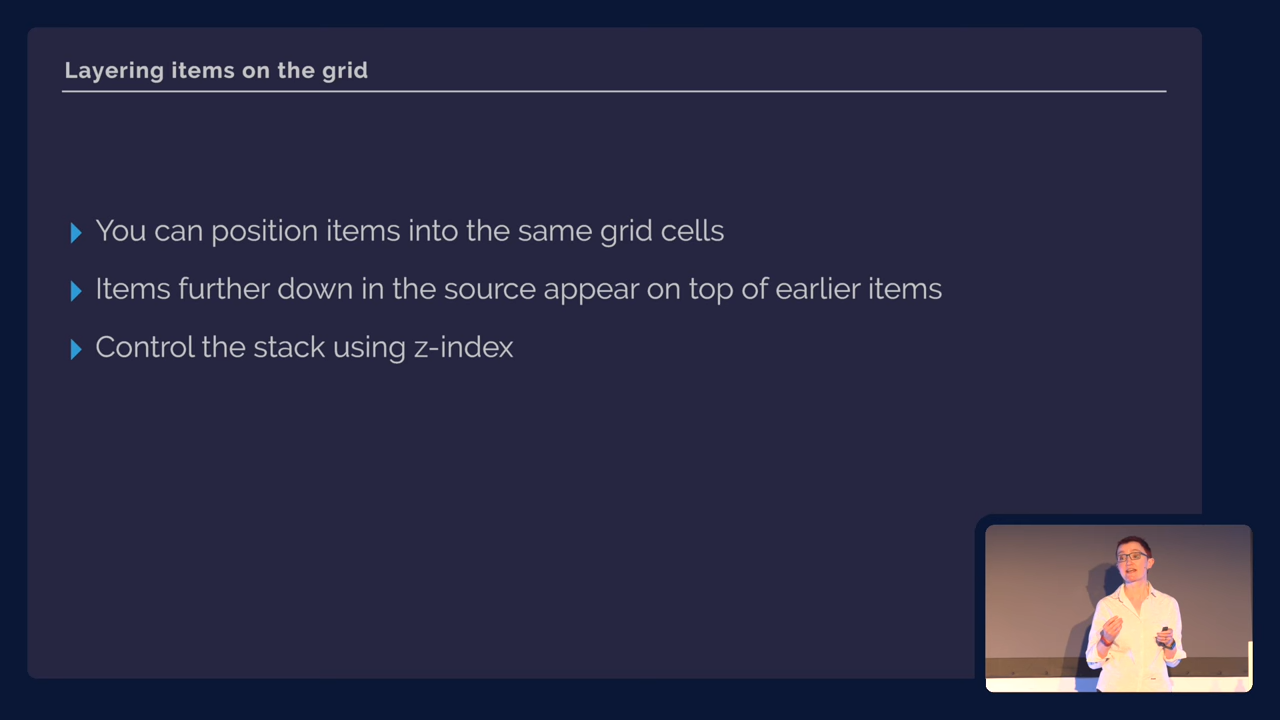 Layering items on the grid
You can position items into the same grid cells
Items further down in the source appear on top of earlier items
Control the stack using z-index